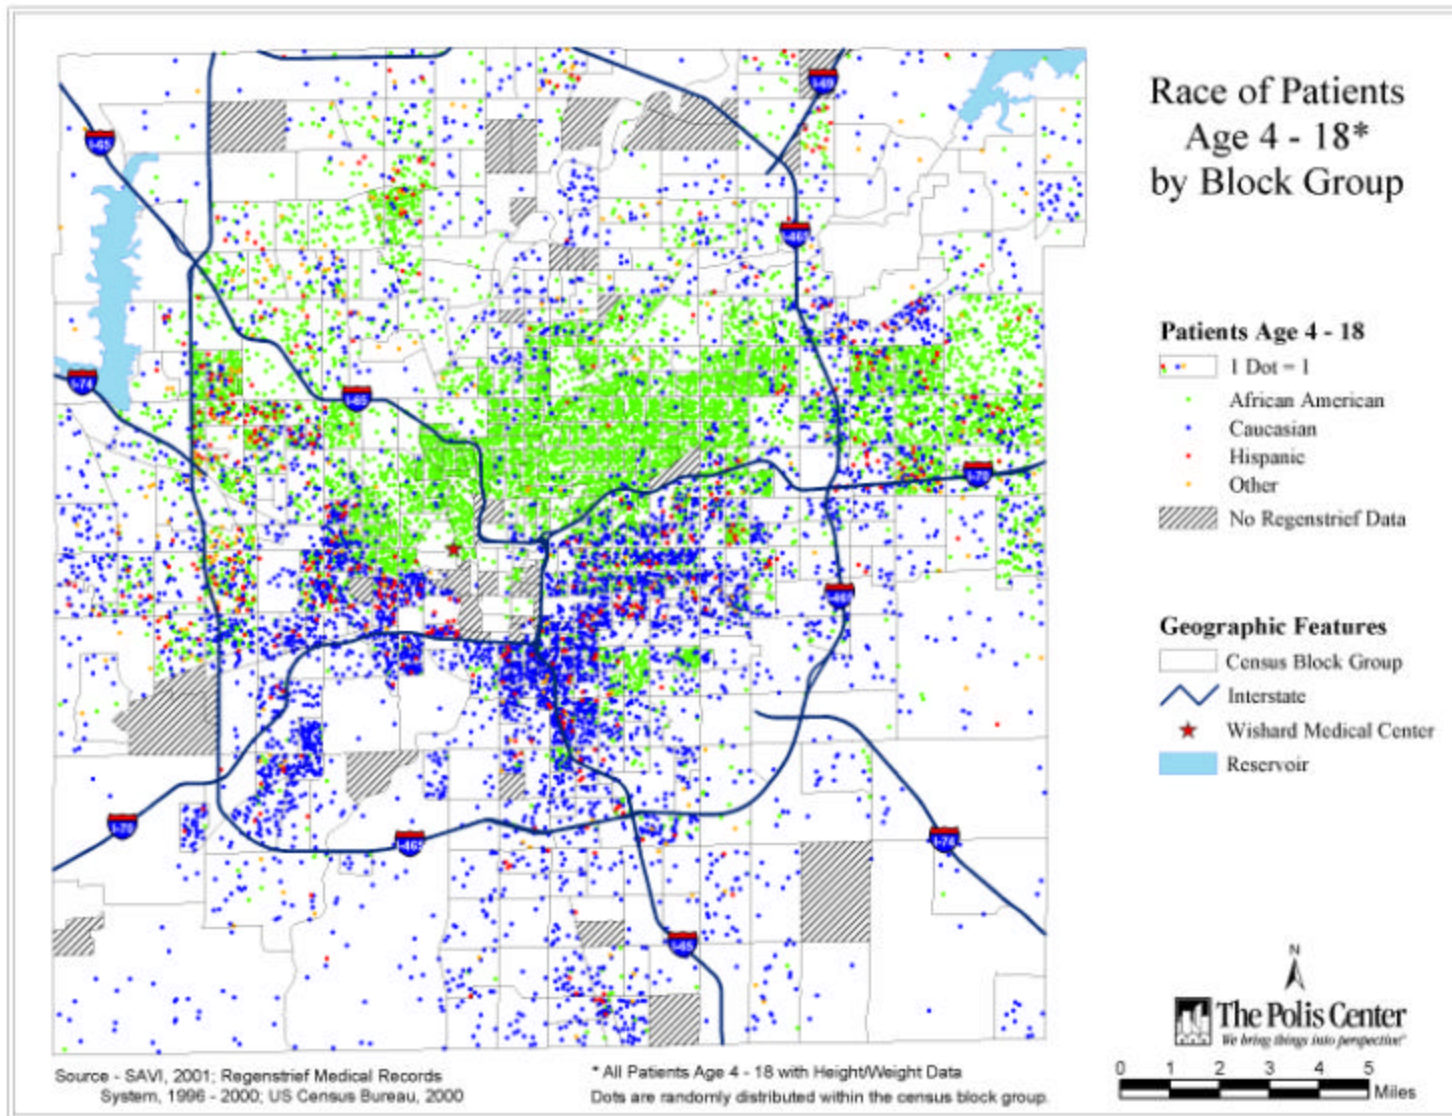 Race of Patients
Age 4 - 18*
by Block Group
I-69
I-65
I-465
I-74
I-65
I-70
I-465
I-70
I-465
I-74
I-65
Patients Age 4 - 18
1 Dot = 1
African American
Caucasian
Hispanic
Other
No Regenstrief Data
Geographic Features
Census Block Group
Interstate
Wishard Medical Center
Reservoir
N
The Polis Center
We bring things into perspective
0 1 2 3 4 5
Miles
Source - SAVI, 2001; Regenstrief Medical Records
System, 1996 - 2000; US Census Bureau, 2000
* All Patients Age 4 - 18 with Height/Weight Data
Dots are randomly distributed within the census block group.